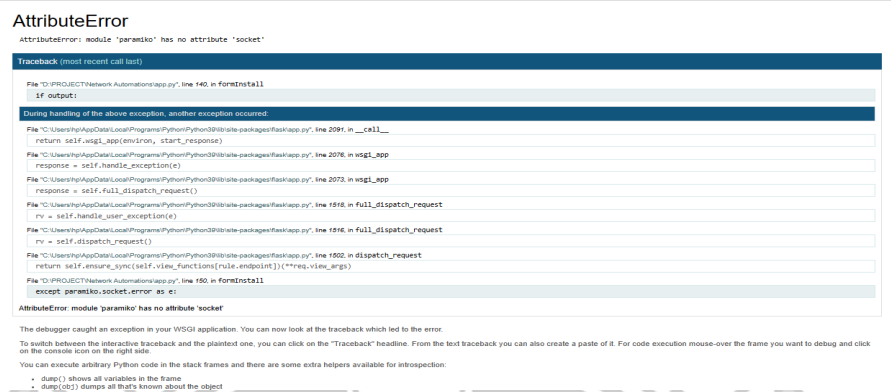 AttributeError
AttributeError: module 'paramiko' has no attribute 'socket'
Traceback (most recent call last)
File "D:\PROJECT\Network Automations\app.py", line 140, in formInstall
if output:
During handling of the above exception, another exception occurred:
File "C:\Users\hp\AppData\Local\Programs\Python\Python39\lib\site-packages\flask\app.py", line 2091, in __call__
return self.wsgi_app(environ, start_response)
File "C:\Users\hp\AppData\Local\Programs\Python\Python39\lib\site-packages\flask\app.py", line 2076, in wsgi_app
response = self.handle_exception(e)
File "C:\Users\hp\AppData\Local\Programs\Python\Python39\lib\site-packages\flask\app.py", line 2073, in wsgi_app
response = self.full_dispatch_request()
File "C:\Users\hp\AppData\Local\Programs\Python\Python39\lib\site-packages\flask\app.py", line 1518, in full_dispatch_request
rv = self.handle_user_exception(e)
File "C:\Users\hp\AppData\Local\Programs\Python\Python39\lib\site-packages\flask\app.py", line 1516, in full_dispatch_request
rv = self.dispatch_request()
File "C:\Users\hp\AppData\Local\Programs\Python\Python39\lib\site-packages\flask\app.py", line 1502, in dispatch_request
return self.ensure_sync(self.view_functions[rule.endpoint])(**req.view_args)
File "D:\PROJECT\Network Automations\app.py", line 150, in formInstall
except paramiko.socket.error as e:
AttributeError: module 'paramiko' has no attribute 'socket'
The debugger caught an exception in your WSGI application. You can now look at the traceback which led to the error.
To switch between the interactive traceback and the plaintext one, you can click on the "Traceback" headline. From the text traceback you can also create a paste of it. For code execution mouse-over the frame you want to debug and click
on the console icon on the right side.
You can execute arbitrary Python code in the stack frames and there are some extra helpers available for introspection:
• dump() shows all variables in the frame
• dump(obj) dumps all that's known about the object